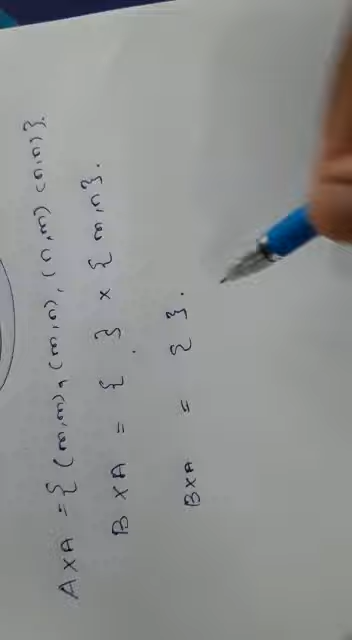 A×A = { (m,m), (m,n), (n,m) (n,n)}.
B×A = { } × {m,n}.
B×A = { }.